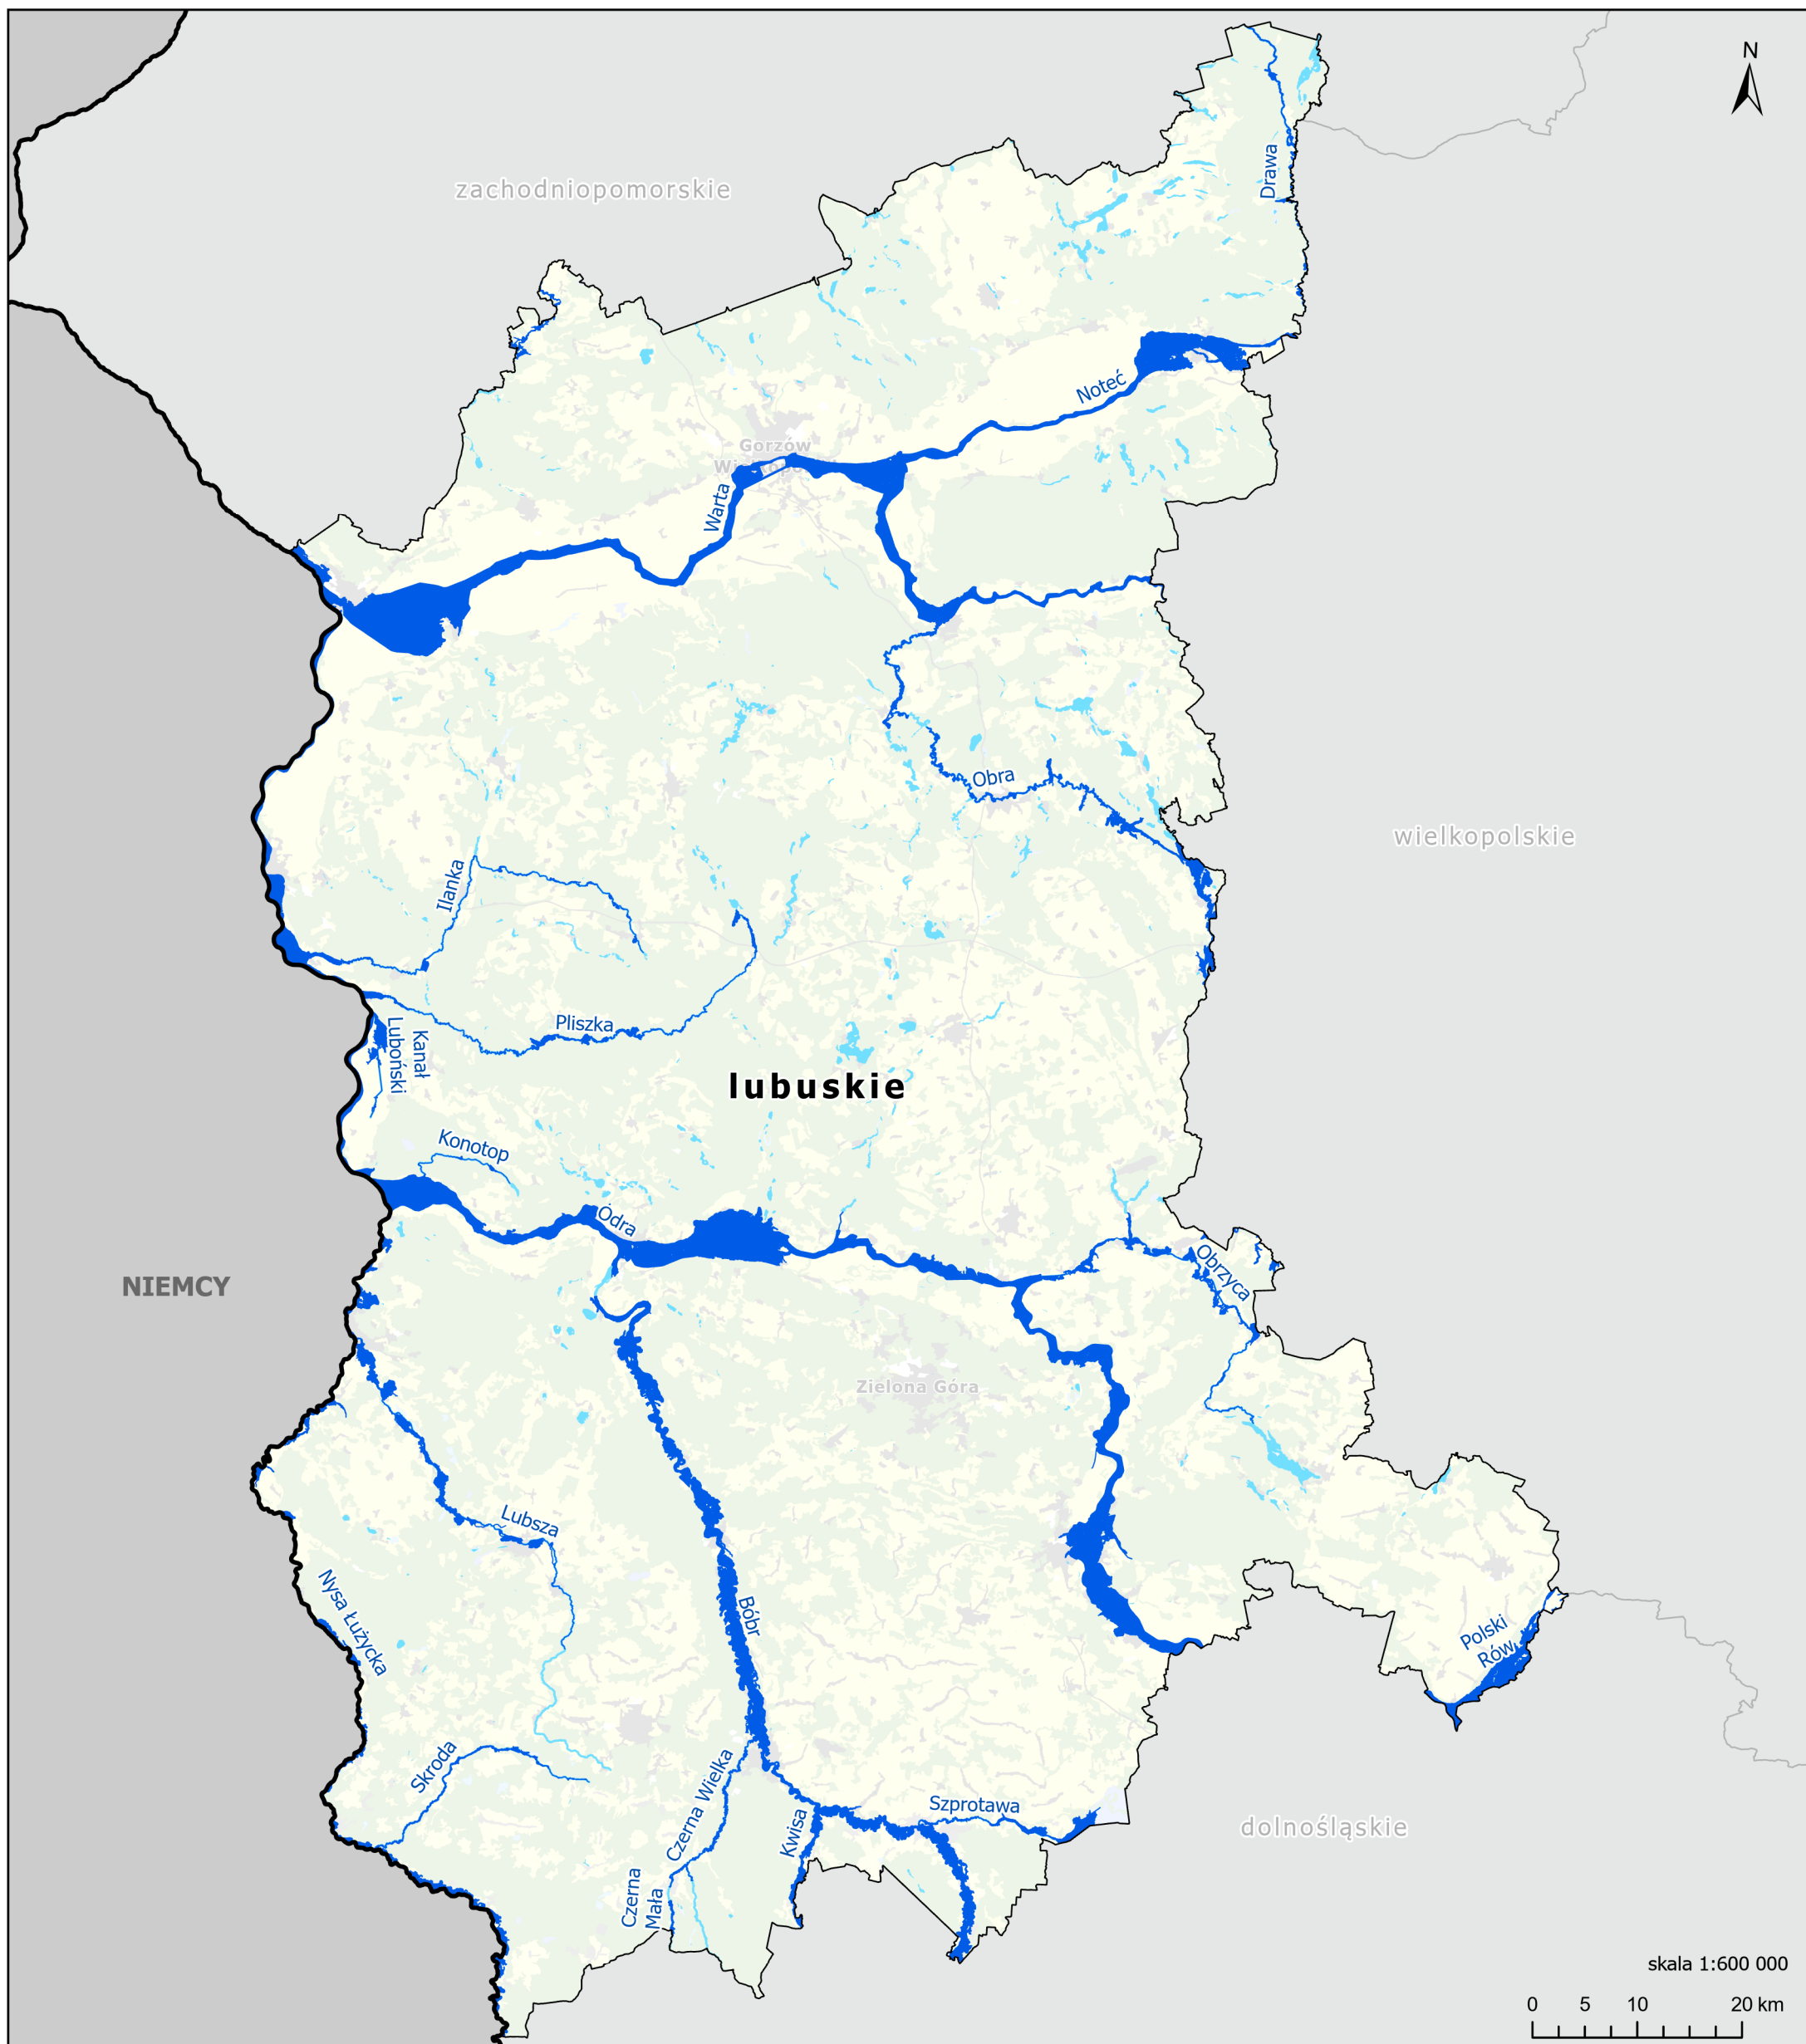 N
Drawa
zachodniopomorskie
Noteć
Gorzów
Warta
Obra
wielkopolskie
Ilanka
Pliszka
Kanał
Luboński
lubuskie
Konotop
Odra
Obrzyca
NIEMCY
Zielona Góra
Lubsza
Nysa Łużycka
Bóbr
Polski
Rów
Skroda
Czerna Wielka
Szprotawa
Kwisa
dolnośląskie
Czerna
Mała
skala 1:600 000
0 5 10 20 km